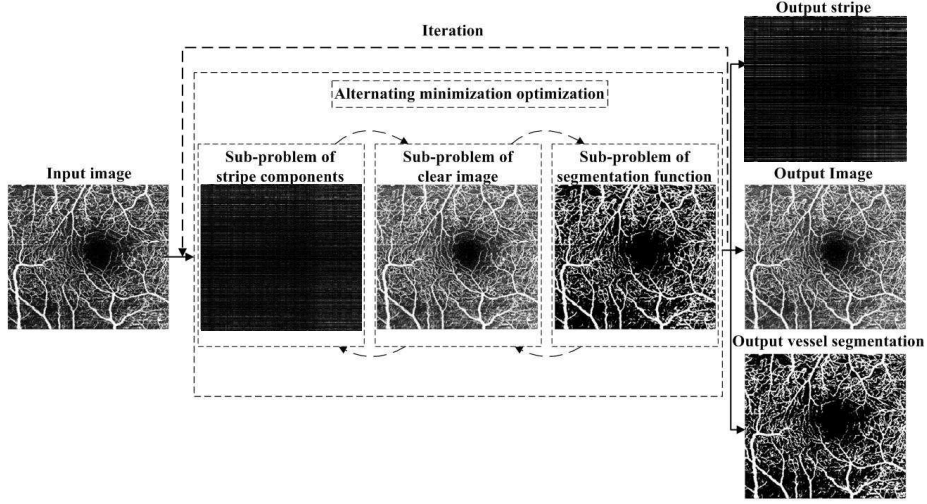 Output stripe
Iteration
Alternating minimization optimization
Input image
Sub-problem of
stripe components
Sub-problem of
clear image
Sub-problem of
segmentation function
Output Image
Output vessel segmentation